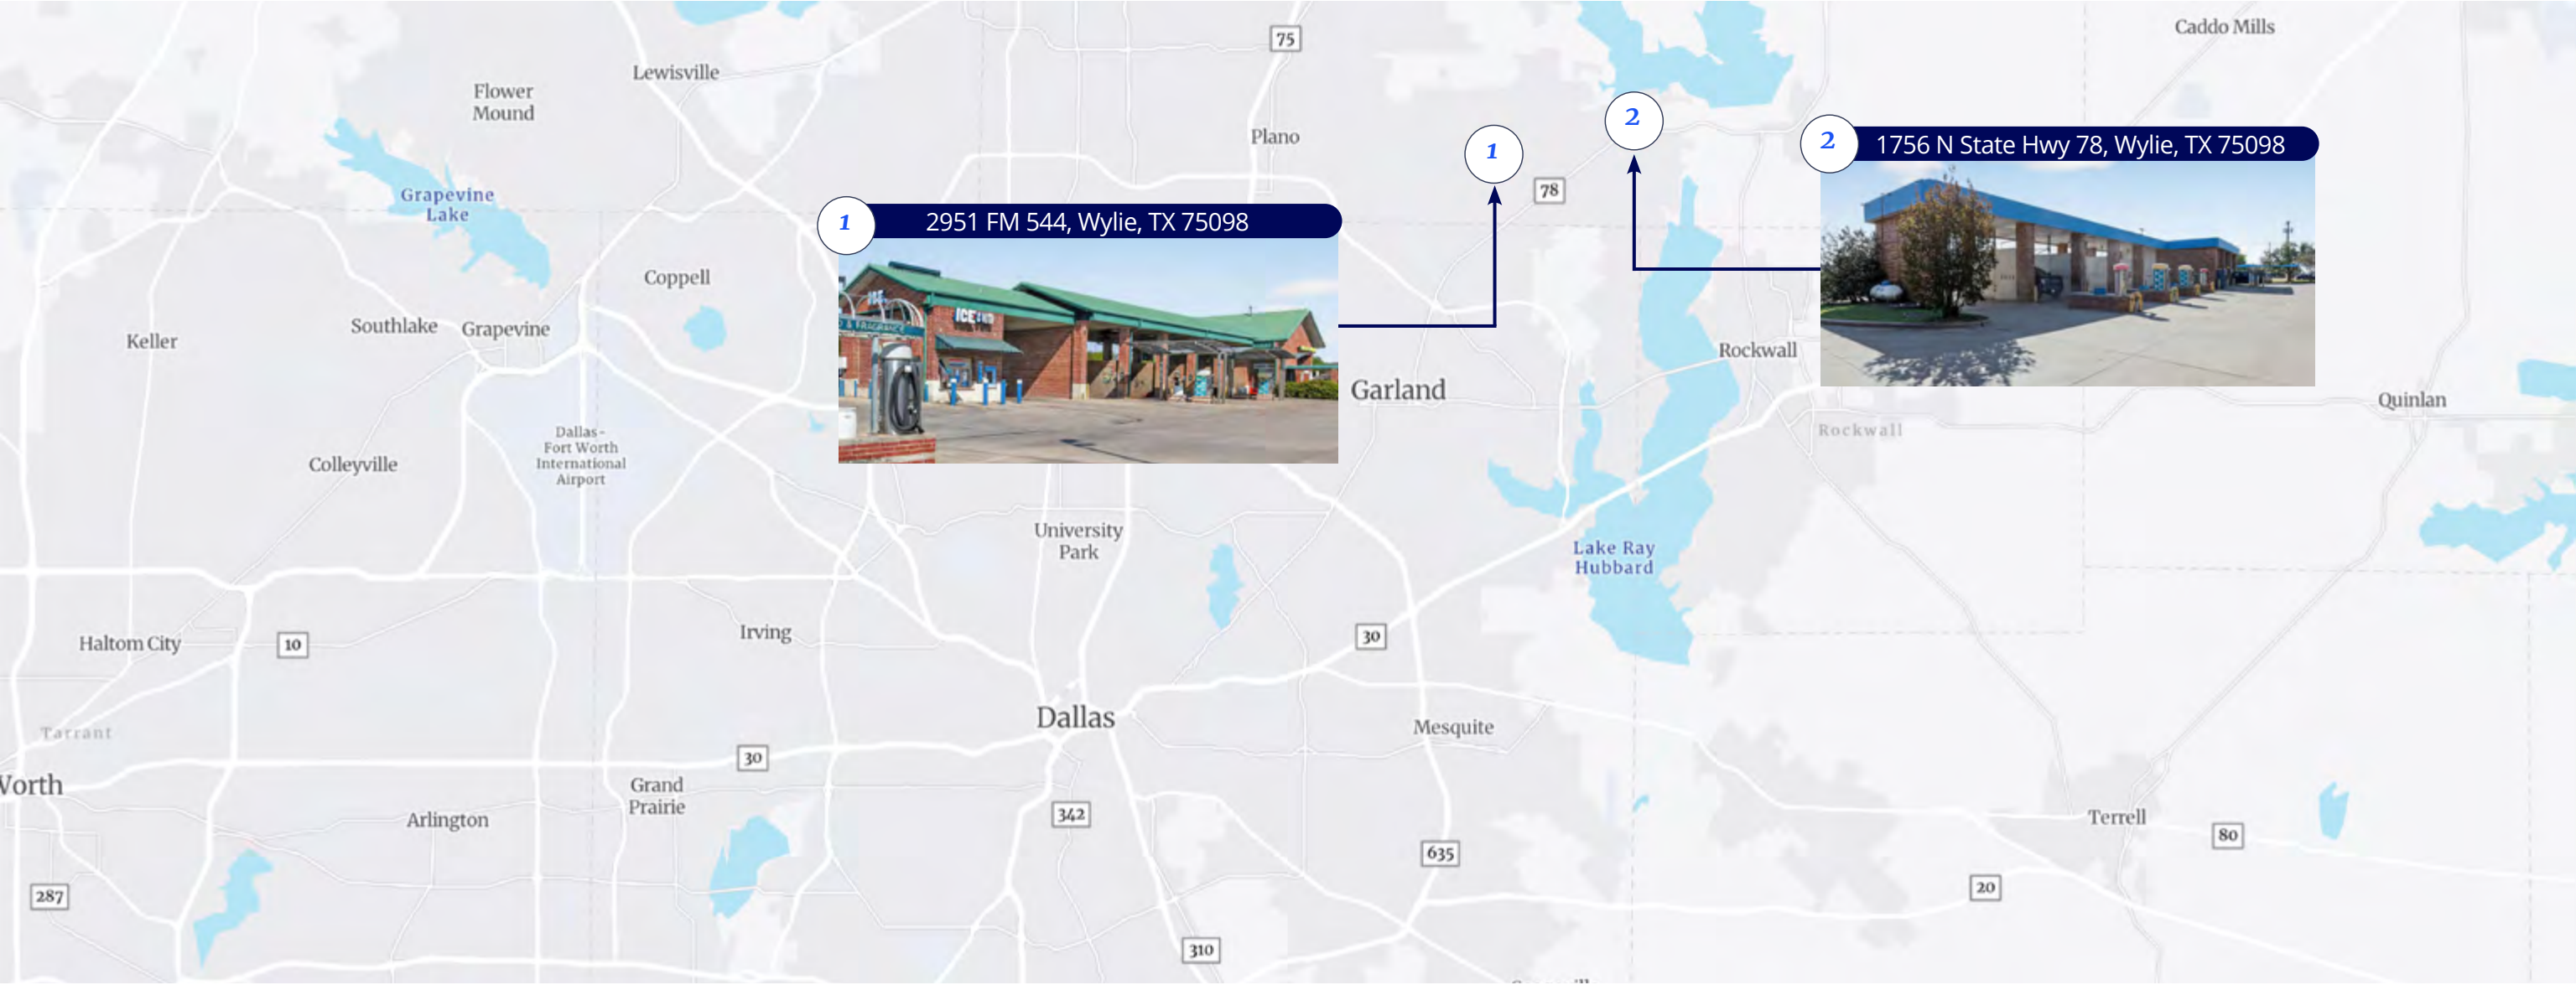 75
Caddo Mills
Lewisville
Flower
Mound
Plano
1
2
2
1756 N State Hwy 78, Wylie, TX 75098
78
Grapevine
Lake
1
2951 FM 544, Wylie, TX 75098
Coppell
ICE
Southlake
Grapevine
Keller
& FRAGRANCE
Rockwall
Garland
Quinlan
Rockwall
Dallas-
Fort Worth
International
Airport
Colleyville
University
Park
Lake Ray
Hubbard
Haltom City
10
Irving
30
Tarrant
Dallas
Mesquite
30
Worth
Grand
Prairie
342
Arlington
Terrell
80
635
287
20
310